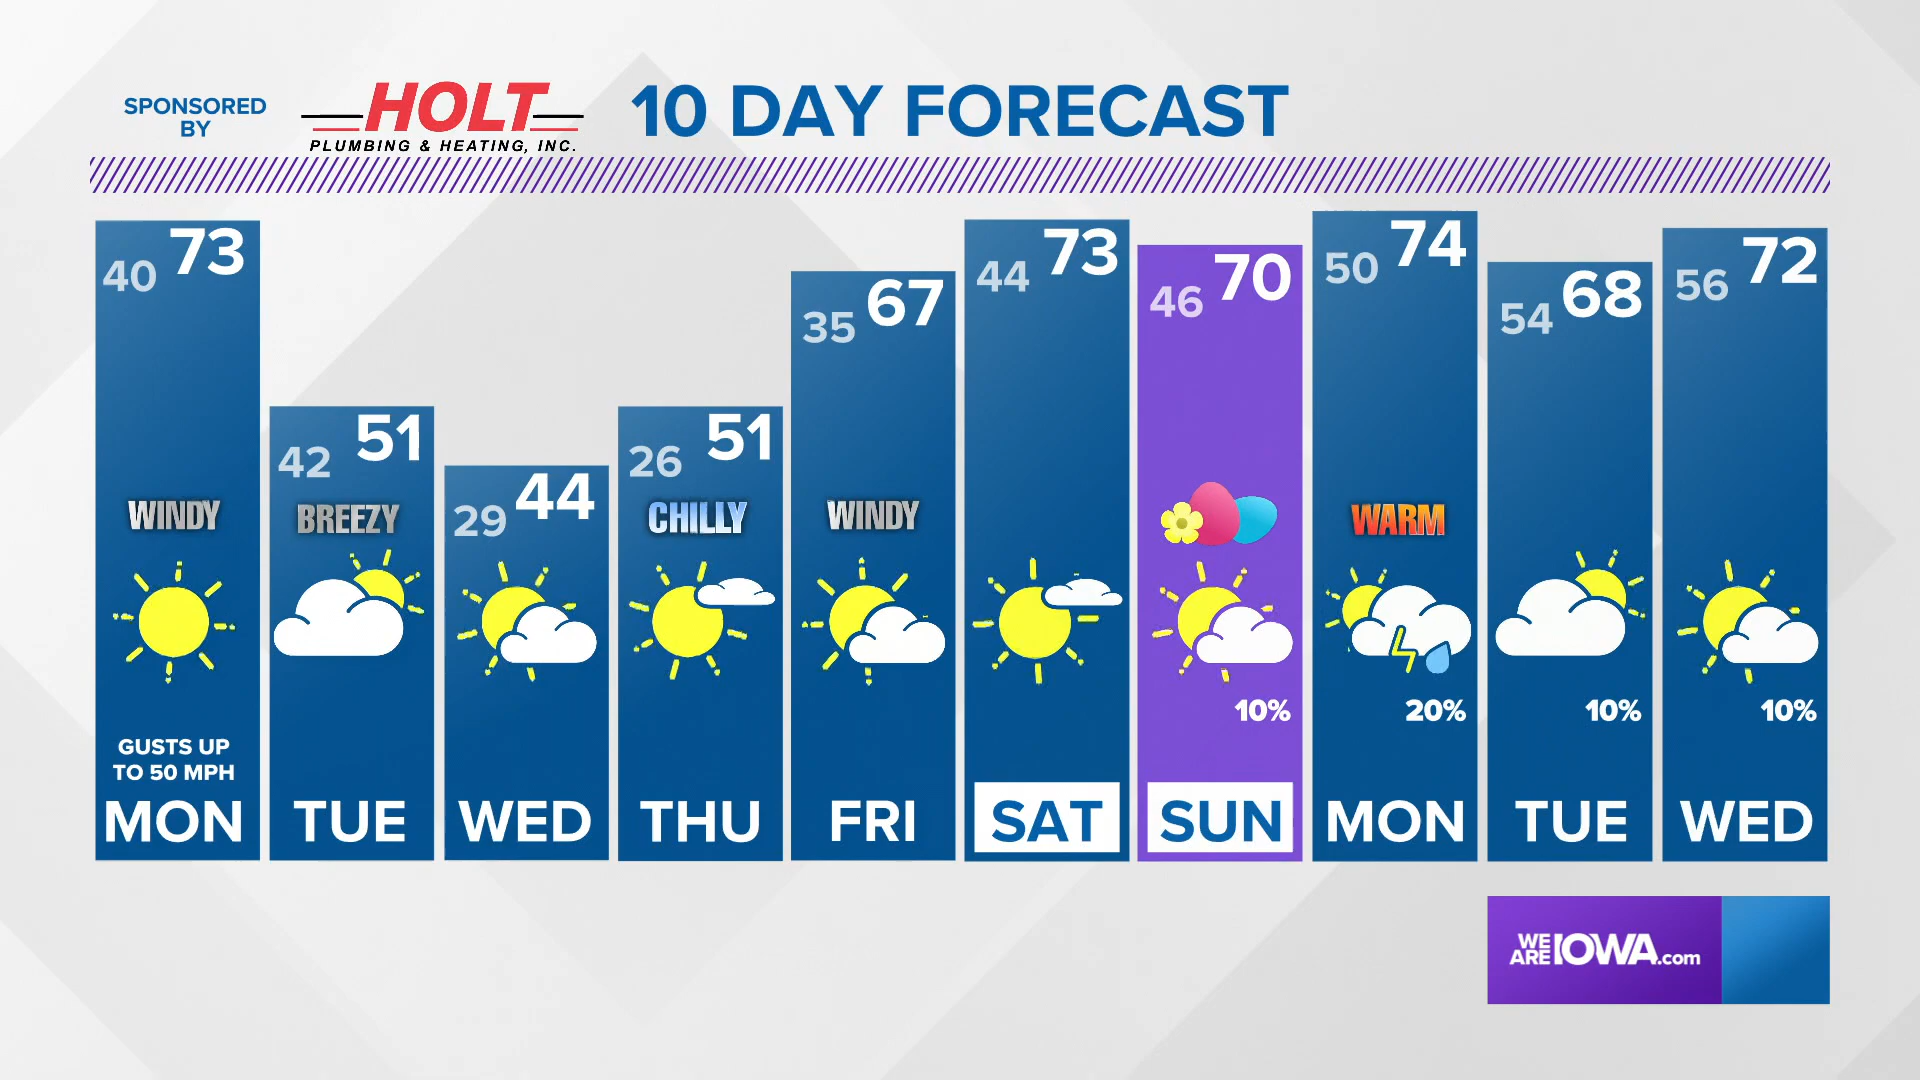 SPONSORED
BY
HOLT
PLUMBING & HEATING, INC.
10 DAY FORECAST
40 73
WINDY
GUSTS UP
TO 50 MPH
MON
42 51
BREEZY
TUE
29 44
WED
26 51
CHILLY
THU
35 67
WINDY
FRI
44 73
SAT
46 70
10%
SUN
50 74
WARM
20%
MON
54 68
10%
TUE
56 72
10%
WED
WE ARE IOWA.com